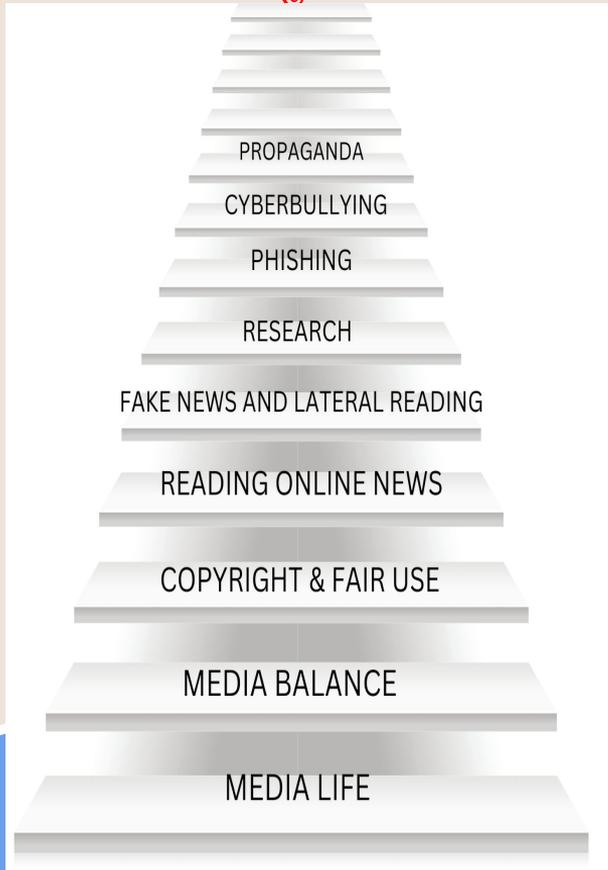 PROPAGANDA
CYBERBULLYING
PHISHING
RESEARCH
FAKE NEWS AND LATERAL READING
READING ONLINE NEWS
COPYRIGHT & FAIR USE
MEDIA BALANCE
MEDIA LIFE